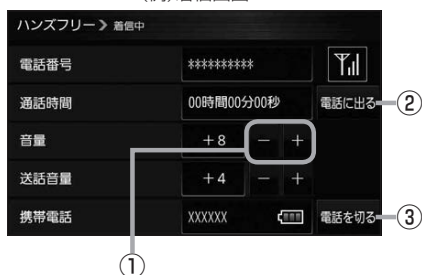 ハンズフリー > 着信中
電話番号 **********
通話時間 00時間00分00秒 電話に出る ②
音量 +8 - +
送話音量 +4 - +
携帯電話 XXXXXX 電話を切る ③
①